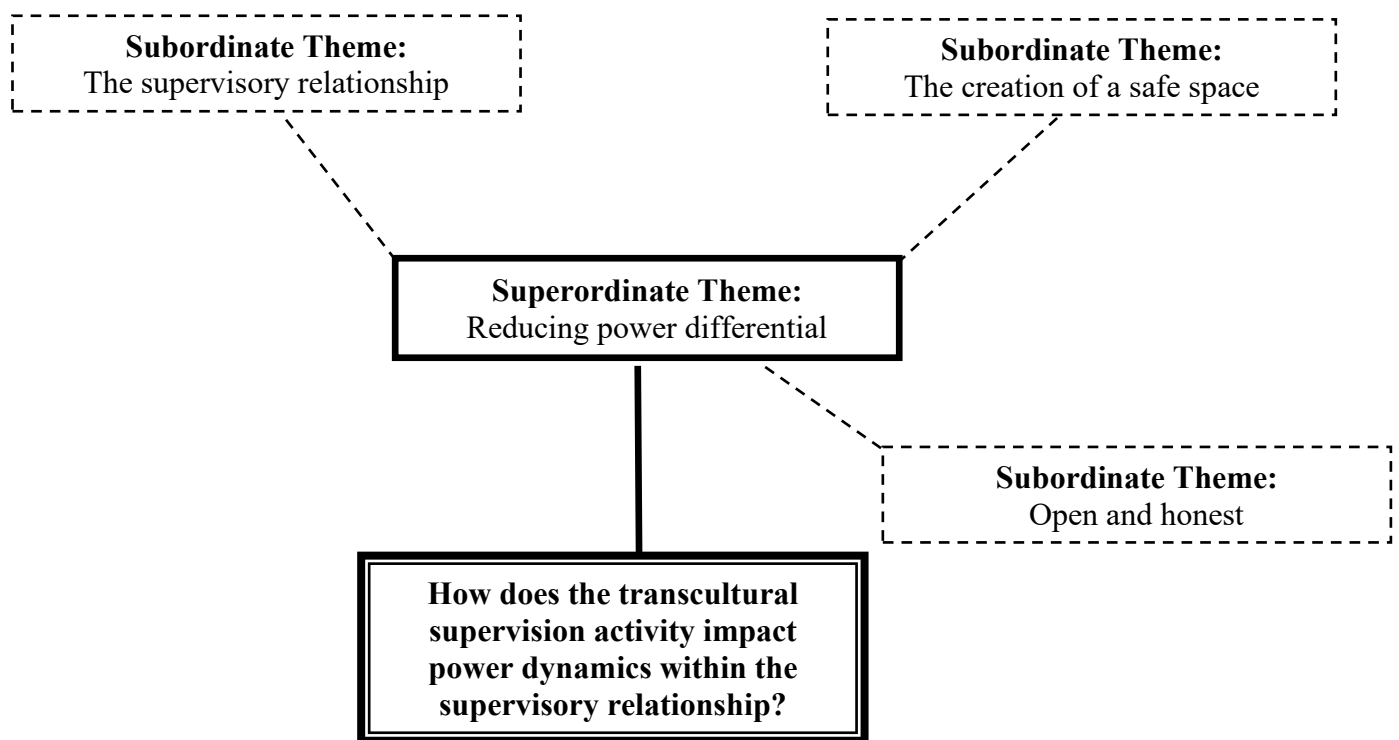 Subordinate Theme:
The supervisory relationship
Subordinate Theme:
The creation of a safe space
Superordinate Theme:
Reducing power differential
Subordinate Theme:
Open and honest
How does the transcultural
supervision activity impact
power dynamics within the
supervisory relationship?